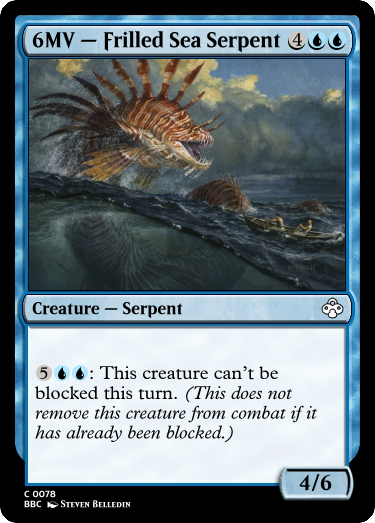 6MV — Frilled Sea Serpent 4
Creature — Serpent
5: This creature can't be
blocked this turn. (This does not
remove this creature from combat if it
has already been blocked.)
4/6
C 0078
BBC Steven Belledin